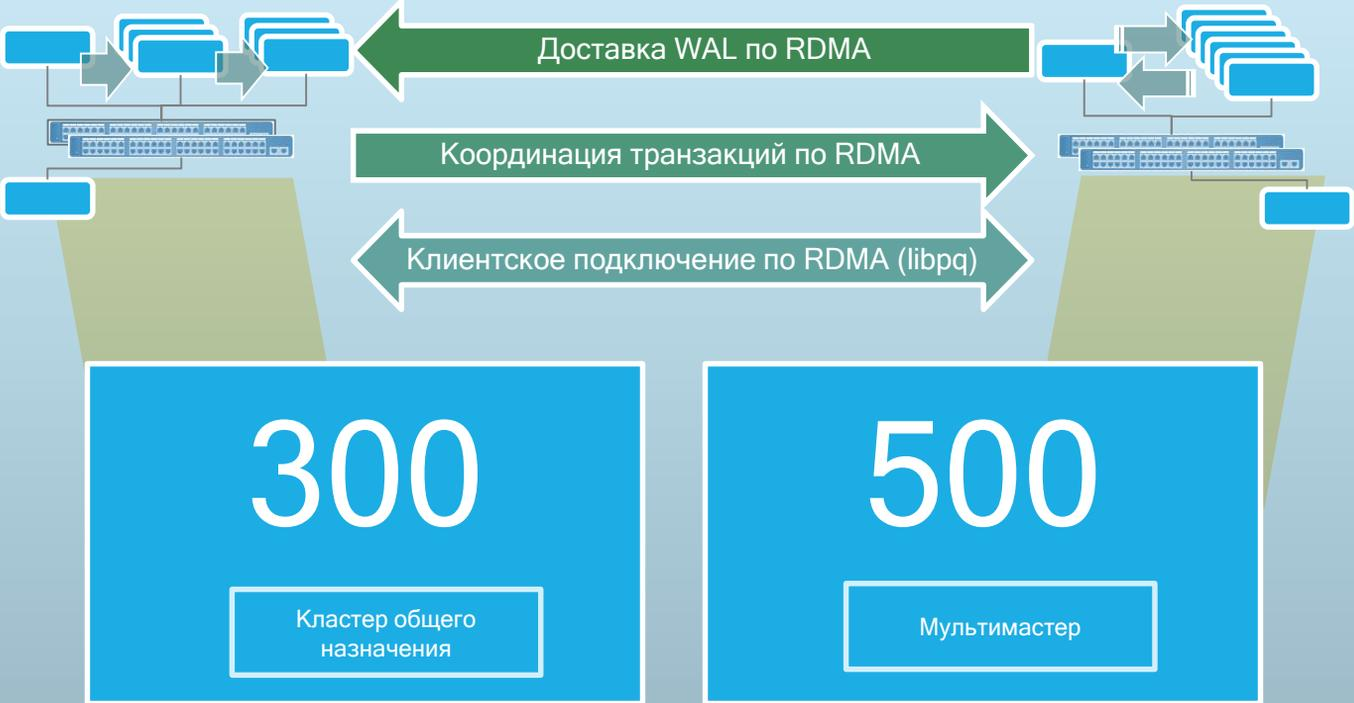 Доставка WAL по RDMA
Координация транзакций по RDMA
Клиентское подключение по RDMA (libpq)
300
Кластер общего
назначения
500
Мультимастер